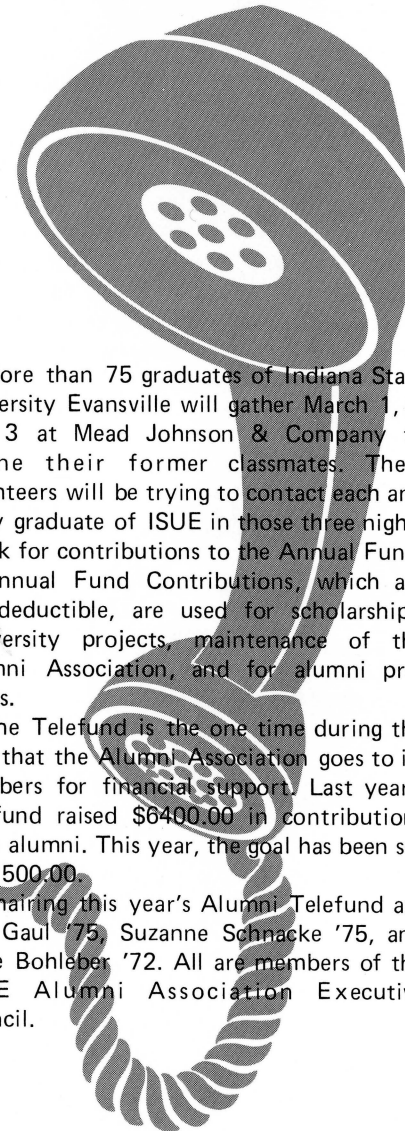 ore than 75 graduates of Indiana Sta
ersity Evansville will gather March 1,
3 at Mead Johnson & Company
ne their former classmates. The
nteers will be trying to contact each an
y graduate of ISUE in those three nigh
k for contributions to the Annual Fun
nnual Fund Contributions, which a
deductible, are used for scholarship
ersity projects, maintenance of th
mni Association, and for alumni pr
s.
he Telefund is the one time during th
that the Alumni Association goes to i
bers for financial support. Last year
fund raised $6400.00 in contribution
alumni. This year, the goal has been s
500.00.
hairing this year's Alumni Telefund a
Gaul '75, Suzanne Schnacke '75, an
e Bohleber '72. All are members of th
E Alumni Association Executiv
ncil.